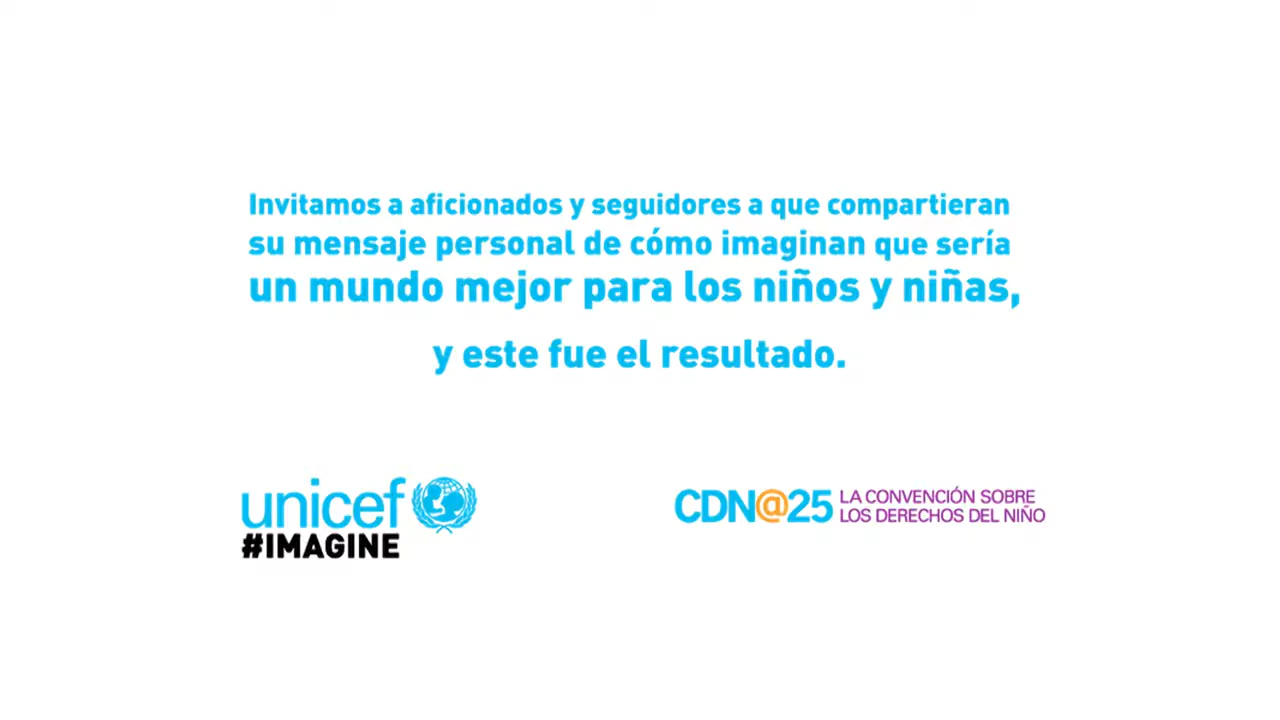 Invitamos a aficionados y seguidores a que compartieran
su mensaje personal de cómo imaginan que sería
un mundo mejor para los niños y niñas,
y este fue el resultado.
unicef
#IMAGINE
CDN@25
LA CONVENCIÓN SOBRE
LOS DERECHOS DEL NIÑO